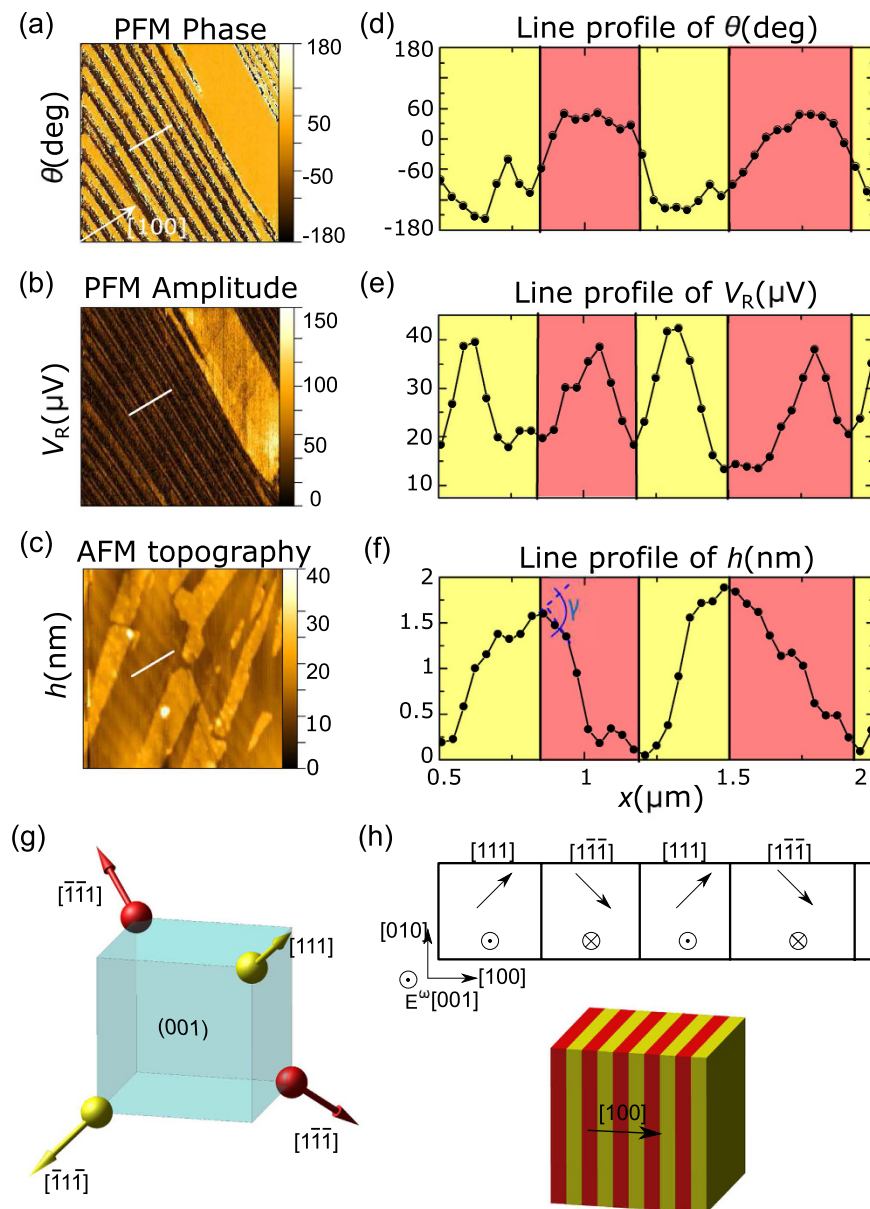 (a) PFM Phase
θ(deg)
180
50
-50
-180
[100]
(d) Line profile of θ(deg)
180
120
60
0
-60
-120
-180
(b) PFM Amplitude
V_R(µV)
150
100
50
0
(e) Line profile of V_R(µV)
40
30
20
10
(c) AFM topography
h(nm)
40
30
20
10
0
(f) Line profile of h(nm)
2
1.5
1
0.5
0
γ
0.5 1 1.5 2
x(µm)
(g)
[1̅1̅1]
[111]
(001)
[11̅1̅]
[1̅11̅]
(h)
[111] [11̅1̅] [111] [11̅1̅]
[010]
[100]
E^ω[001]
[100]